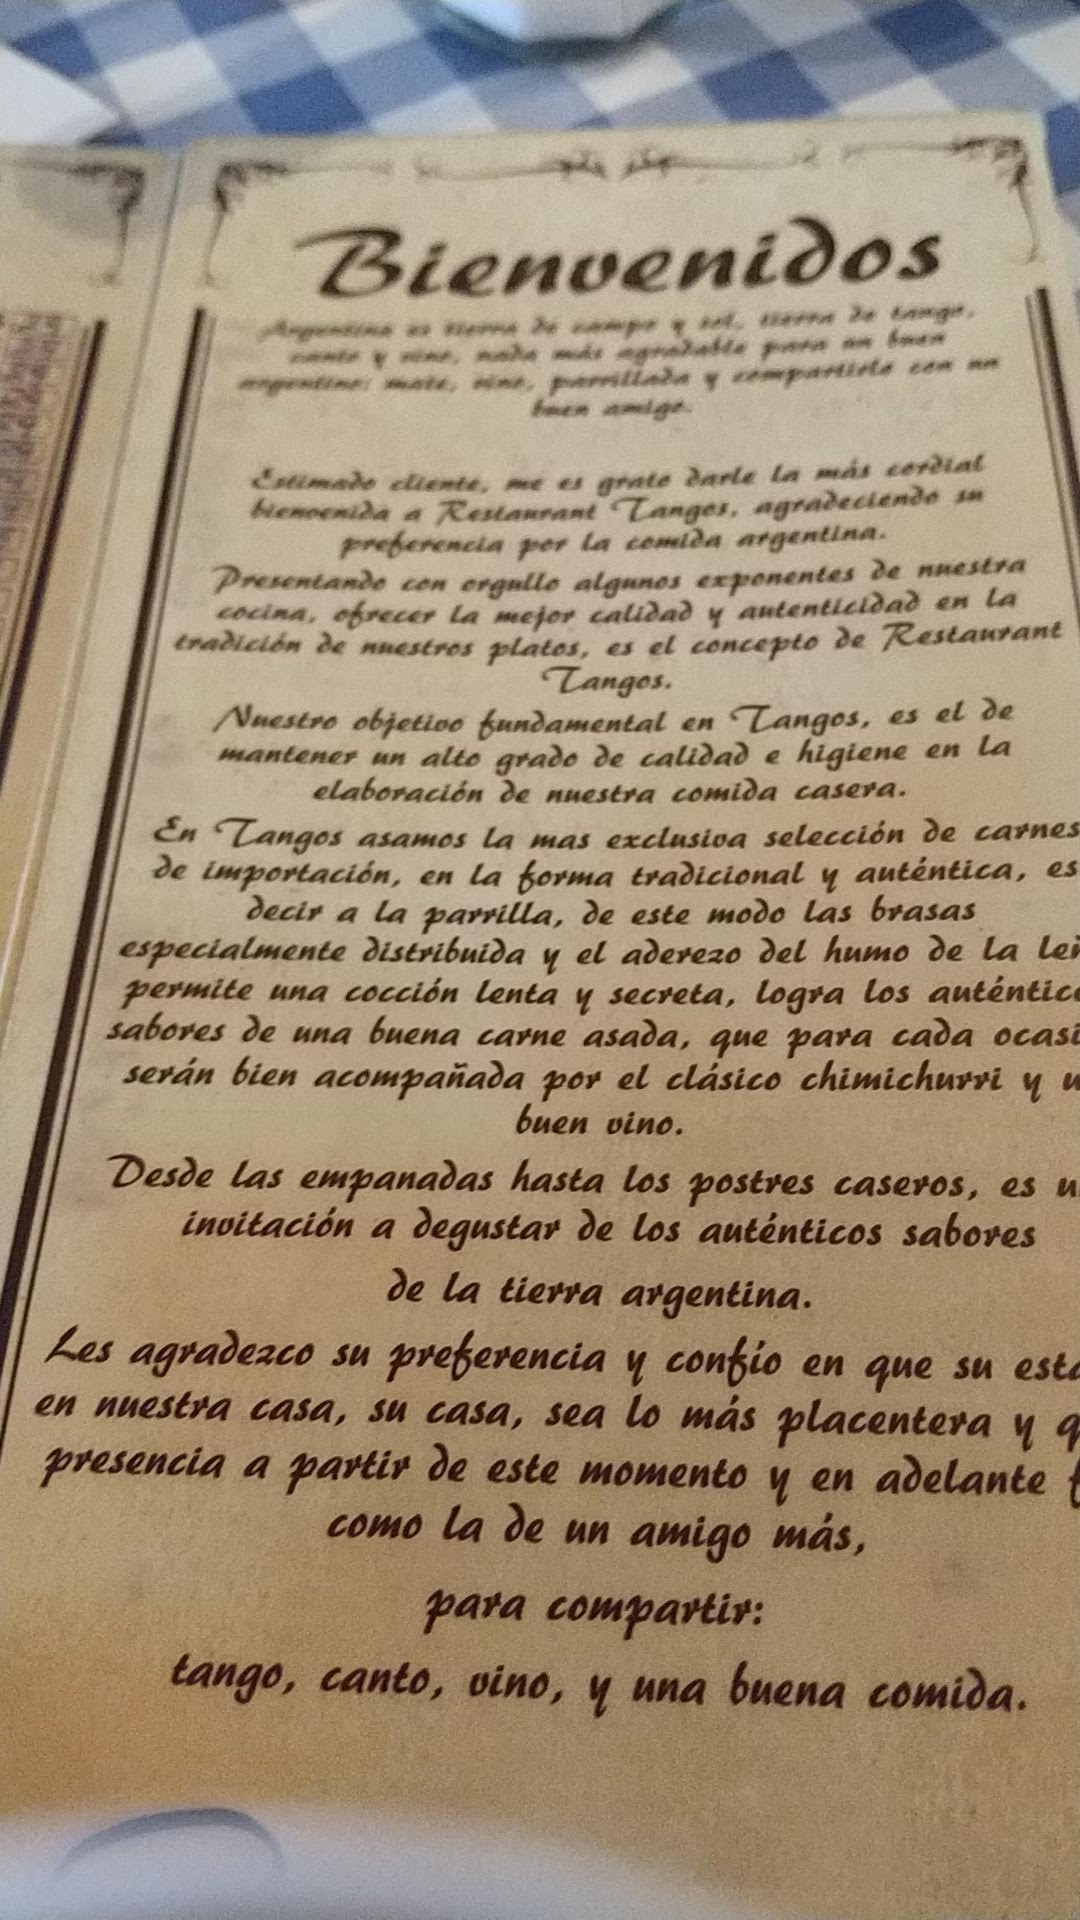 Bienvenidos
Argentina es tierra de campo y sol, tierra de tango,
canto y vino, nada más agradable para un buen
argentino: mate, vino, parrillada y compartirlo con un
buen amigo.
Estimado cliente, me es grato darle la más cordial
bienvenida a Restaurant Tangos, agradeciendo su
preferencia por la comida argentina.
Presentando con orgullo algunos exponentes de nuestra
cocina, ofrecer la mejor calidad y autenticidad en la
tradición de nuestros platos, es el concepto de Restaurant
Tangos.
Nuestro objetivo fundamental en Tangos, es el de
mantener un alto grado de calidad e higiene en la
elaboración de nuestra comida casera.
En Tangos asamos la mas exclusiva selección de carnes
de importación, en la forma tradicional y auténtica, es
decir a la parrilla, de este modo las brasas
especialmente distribuida y el aderezo del humo de la
permite una cocción lenta y secreta, logra los
sabores de una buena carne asada, que para cada
serán bien acompañada por el clásico chimichurri y
buen vino.
Desde las empanadas hasta los postres caseros, es
invitación a degustar de los auténticos sabores
de la tierra argentina.
Les agradezco su preferencia y confío en que su
en nuestra casa, su casa, sea lo más placentera y
presencia a partir de este momento y en adelante
como la de un amigo más,
para compartir:
tango, canto, vino, y una buena comida.